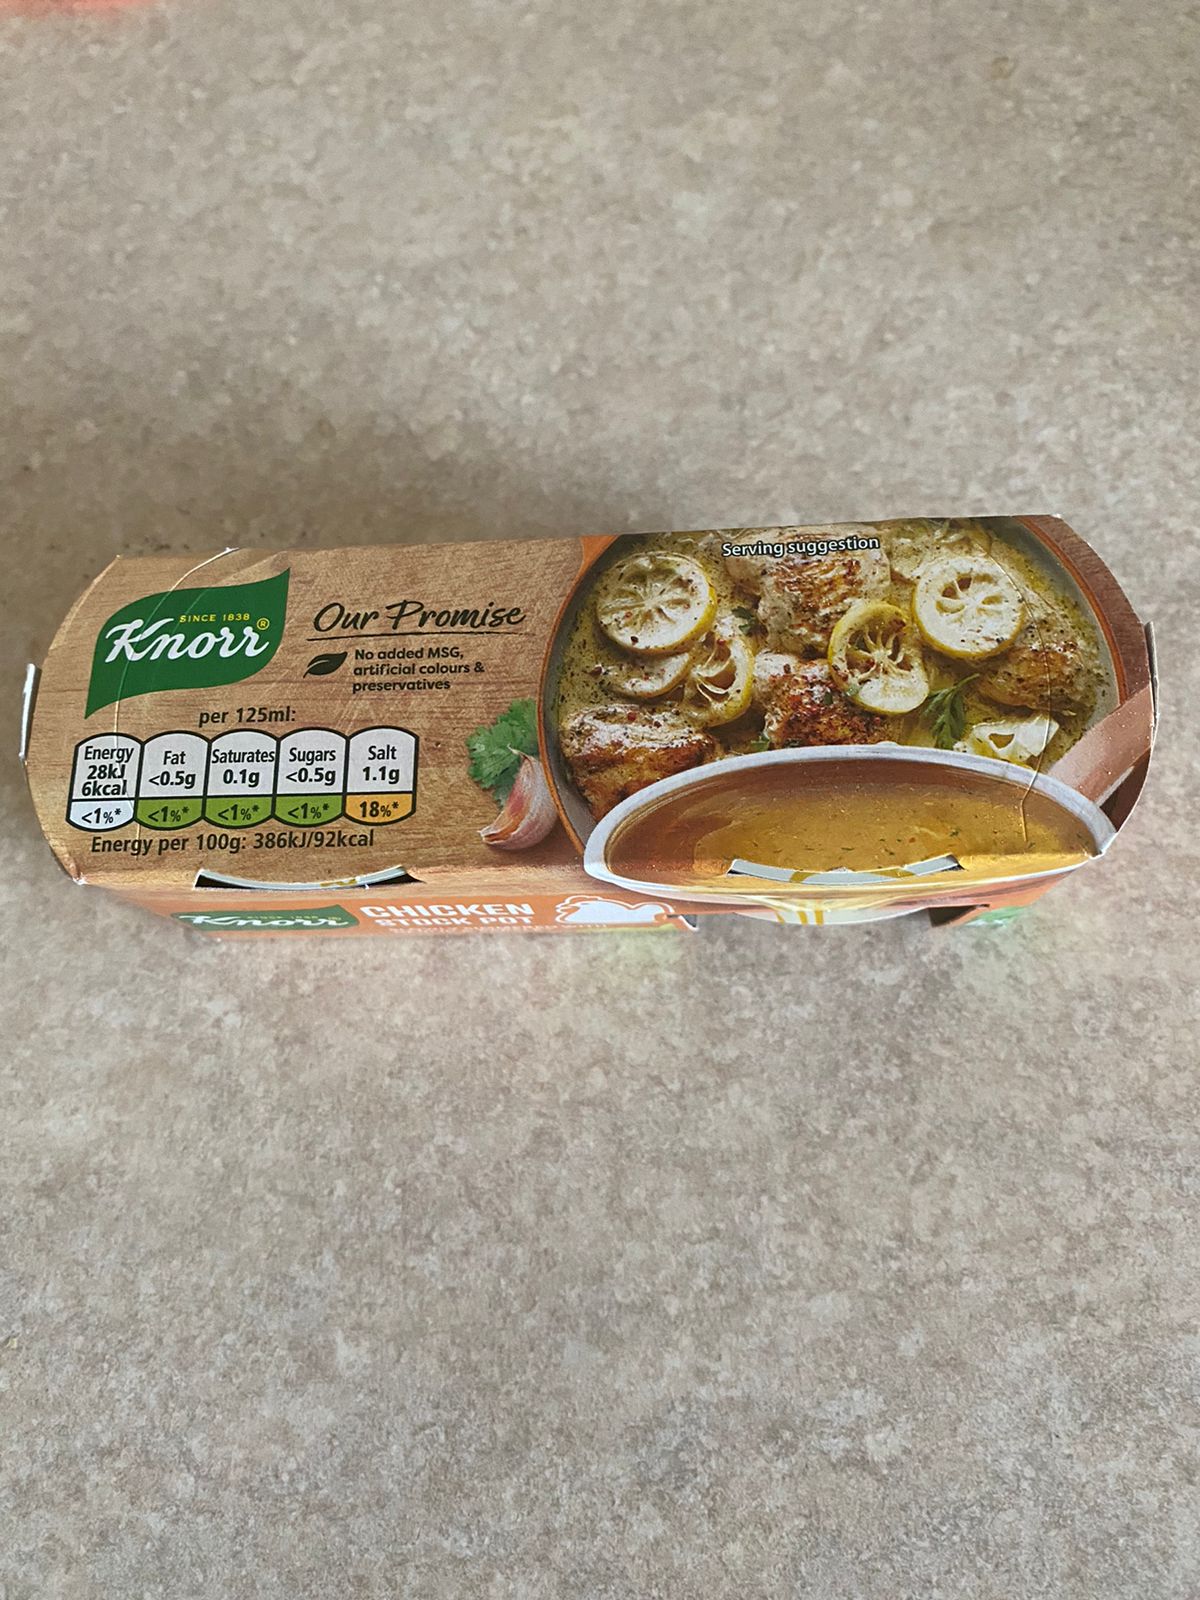 SINCE 1838
Knorr®
Our Promise
No added MSG,
artificial colours &
preservatives
Serving suggestion
per 125ml:
Energy
28kJ
6kcal
<1%*
Fat
<0.5g
<1%*
Saturates
0.1g
<1%*
Sugars
<0.5g
<1%*
Salt
1.1g
18%*
Energy per 100g: 386kJ/92kcal
Knorr
CHICKEN
STOCK POT